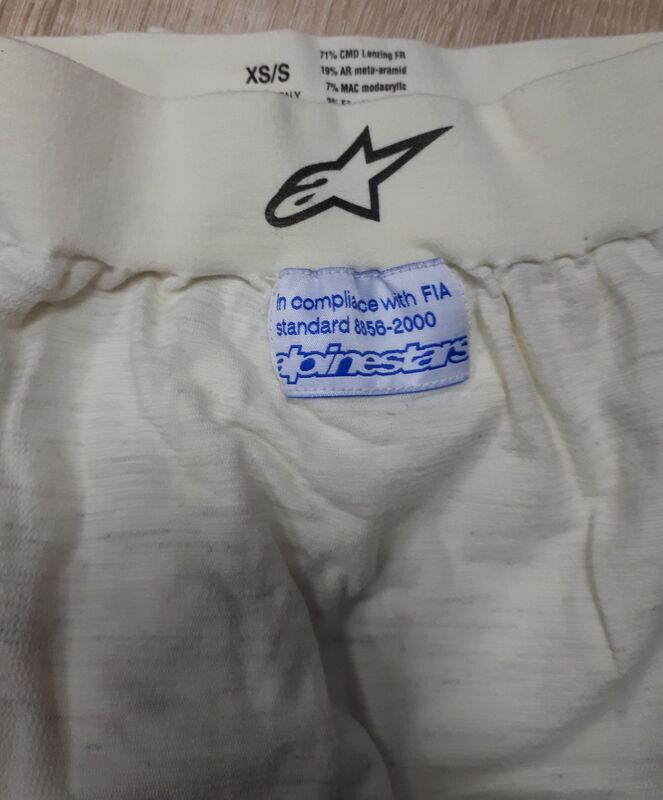 XS/S
71% CMD Lenzing FR
19% AR meta-aramid
7% MAC modacrylic
In compliace with FIA
standard 8856-2000
alpinestars